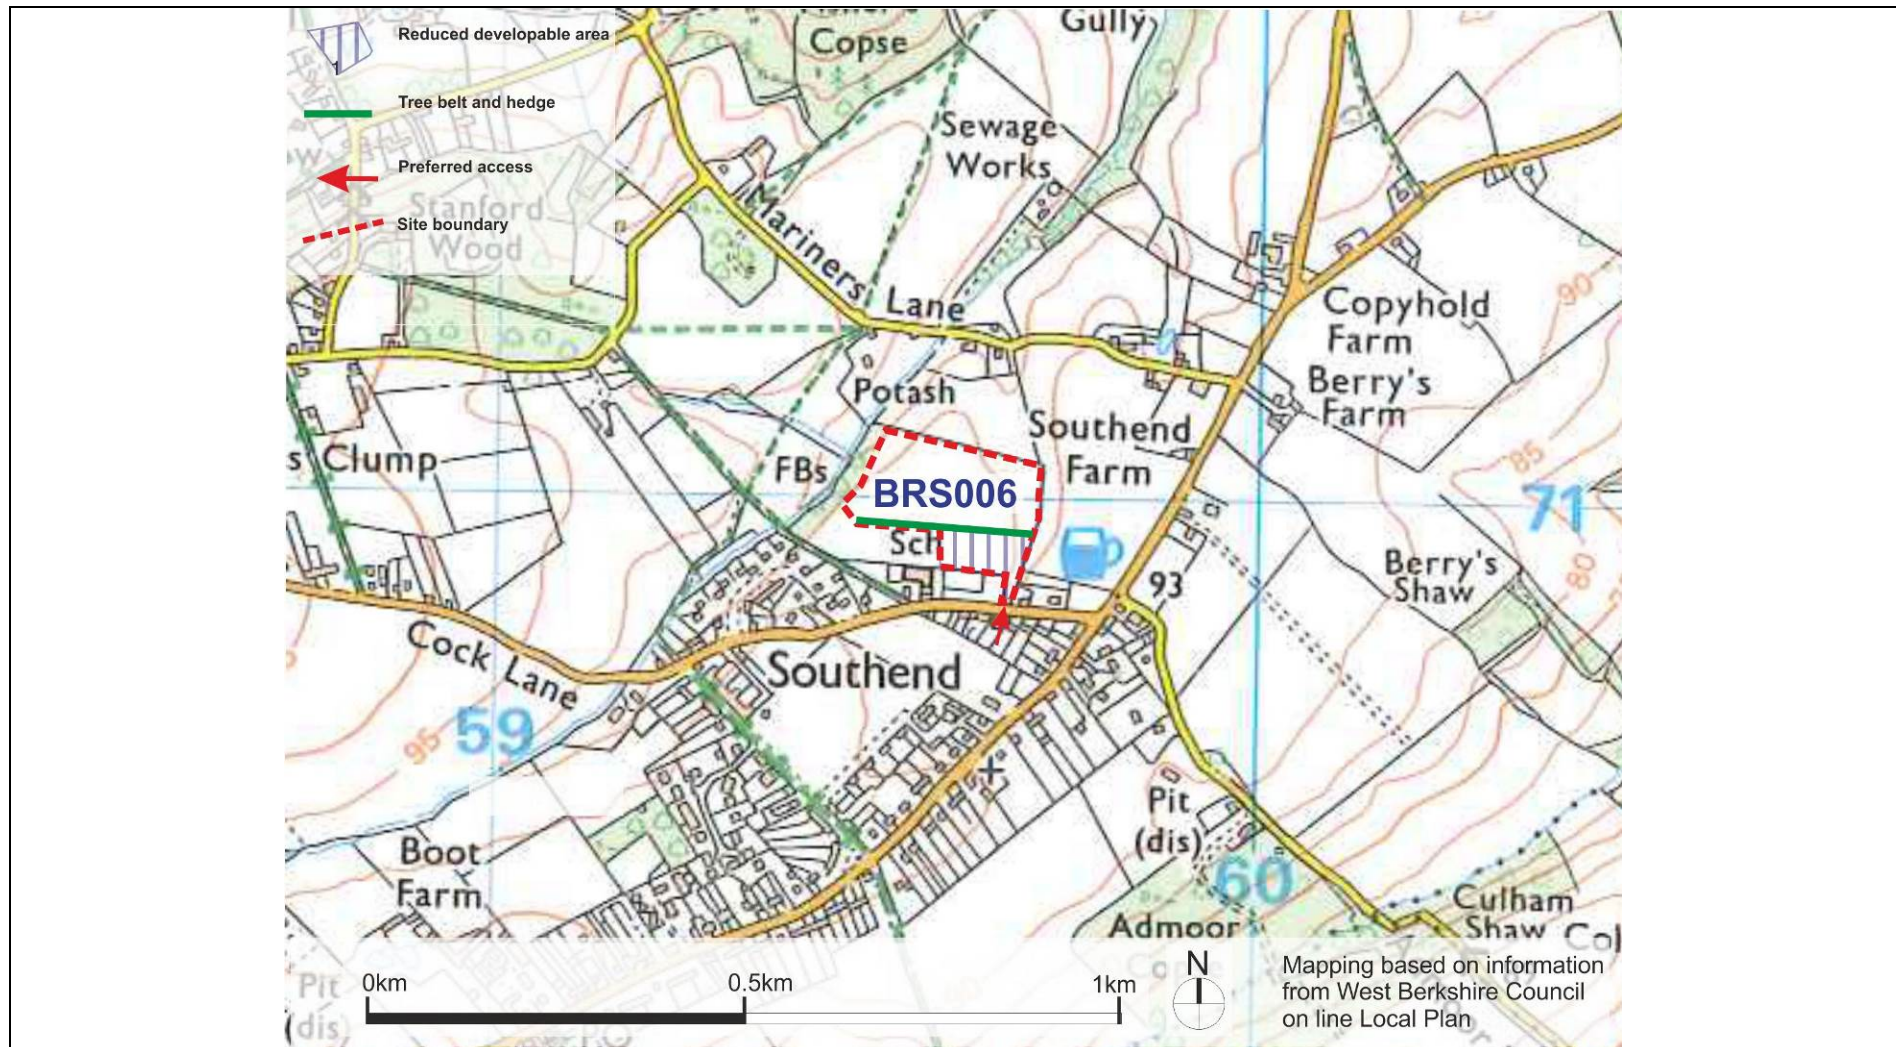 Reduced developable area
Tree belt and hedge
Preferred access
Site boundary
Stanford
Wood
Copse
Gully
Sewage
Works
Mariners Lane
Copyhold
Farm
Berry's
Farm
Potash
Southend
Farm
s Clump
FBs
BRS006
Sch
71
85
90
80
93
Berry's
Shaw
Cock Lane
Southend
59
95
Pit
(dis)
60
Boot
Farm
Culham
Shaw
Col
Admoor
Pit
(dis)
0km
0.5km
1km
N
Mapping based on information
from West Berkshire Council
on line Local Plan